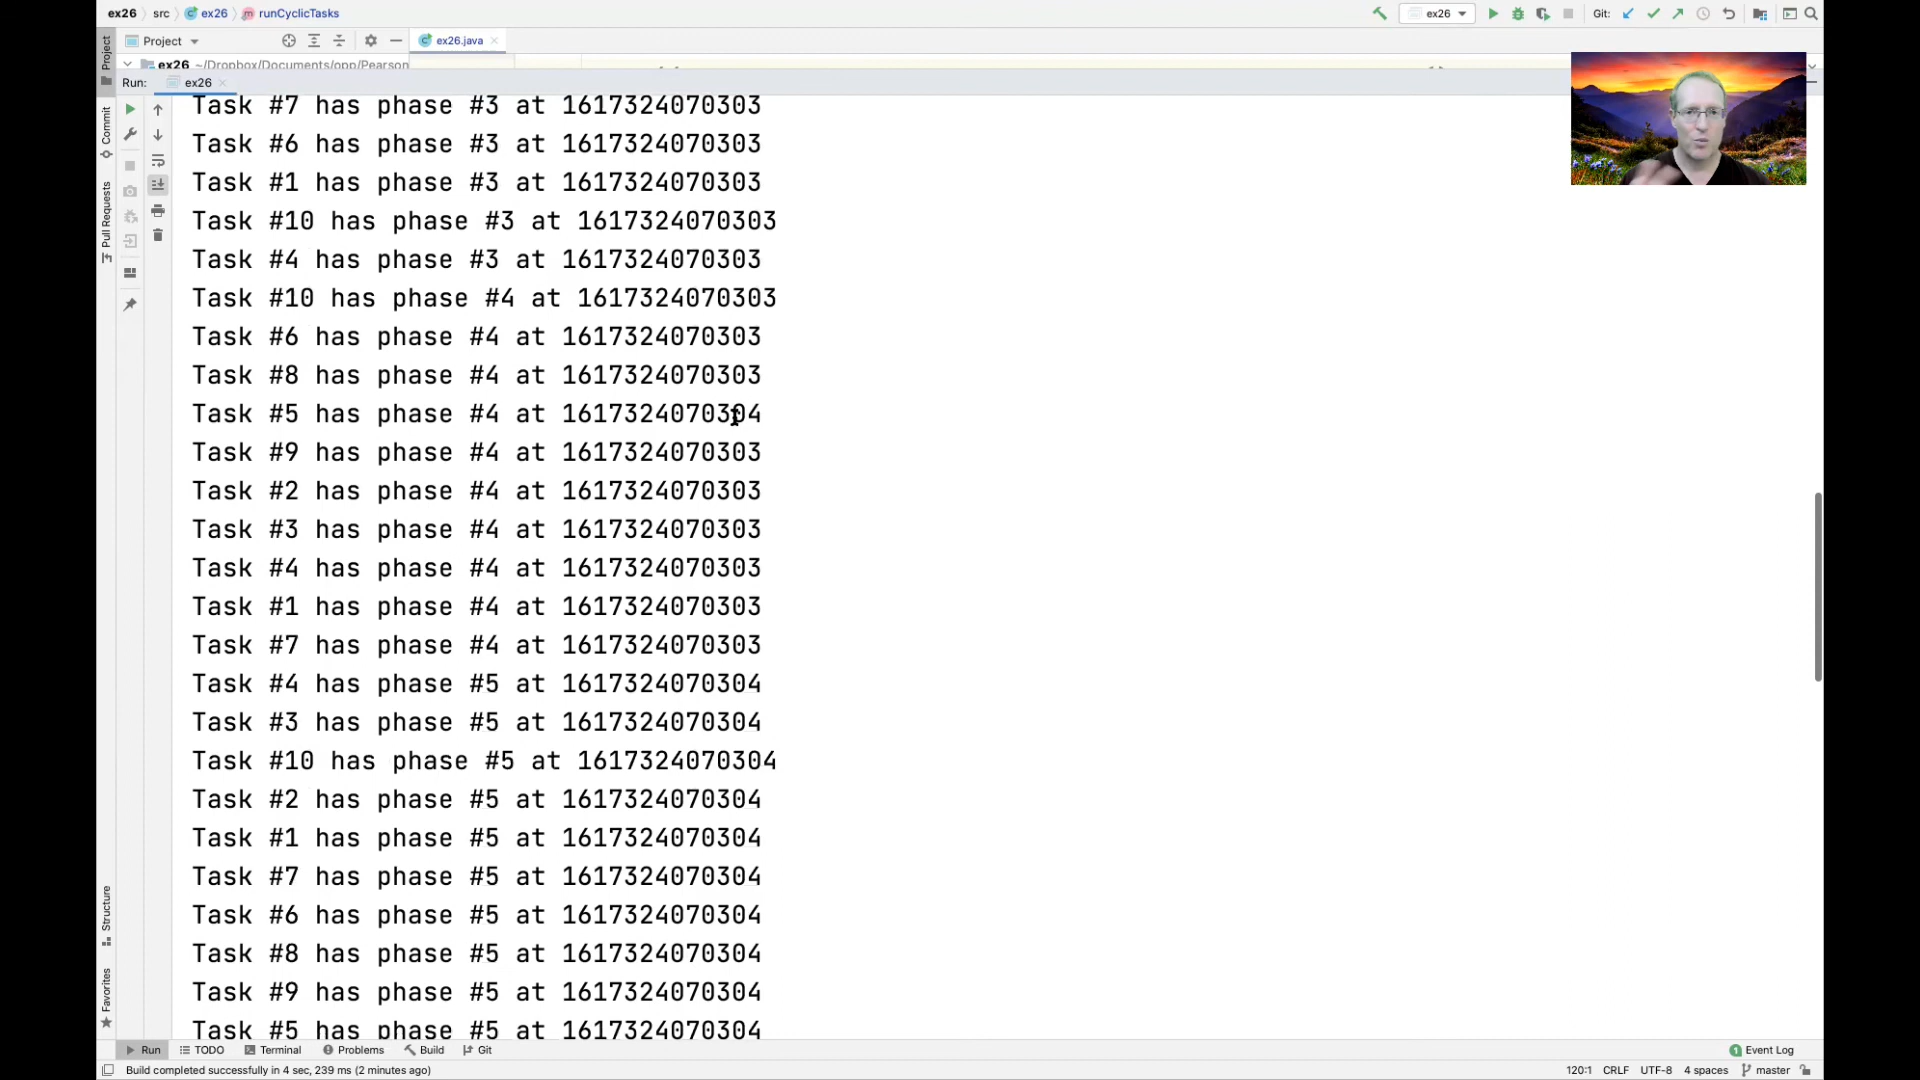 ex26 src ex26 runCyclicTasks
ex26
Git:
Project
ex26.java
ex26 ~/Dropbox/Documents/opp/Pearson
Run: ex26
Project
Commit
Pull Requests
Structure
Favorites
Task #7 has phase #3 at 1617324070303
Task #6 has phase #3 at 1617324070303
Task #1 has phase #3 at 1617324070303
Task #10 has phase #3 at 1617324070303
Task #4 has phase #3 at 1617324070303
Task #10 has phase #4 at 1617324070303
Task #6 has phase #4 at 1617324070303
Task #8 has phase #4 at 1617324070303
Task #5 has phase #4 at 1617324070304
Task #9 has phase #4 at 1617324070303
Task #2 has phase #4 at 1617324070303
Task #3 has phase #4 at 1617324070303
Task #4 has phase #4 at 1617324070303
Task #1 has phase #4 at 1617324070303
Task #7 has phase #4 at 1617324070303
Task #4 has phase #5 at 1617324070304
Task #3 has phase #5 at 1617324070304
Task #10 has phase #5 at 1617324070304
Task #2 has phase #5 at 1617324070304
Task #1 has phase #5 at 1617324070304
Task #7 has phase #5 at 1617324070304
Task #6 has phase #5 at 1617324070304
Task #8 has phase #5 at 1617324070304
Task #9 has phase #5 at 1617324070304
Task #5 has phase #5 at 1617324070304
Run TODO Terminal Problems Build Git
1 Event Log
Build completed successfully in 4 sec, 239 ms (2 minutes ago)
120:1 CRLF UTF-8 4 spaces master